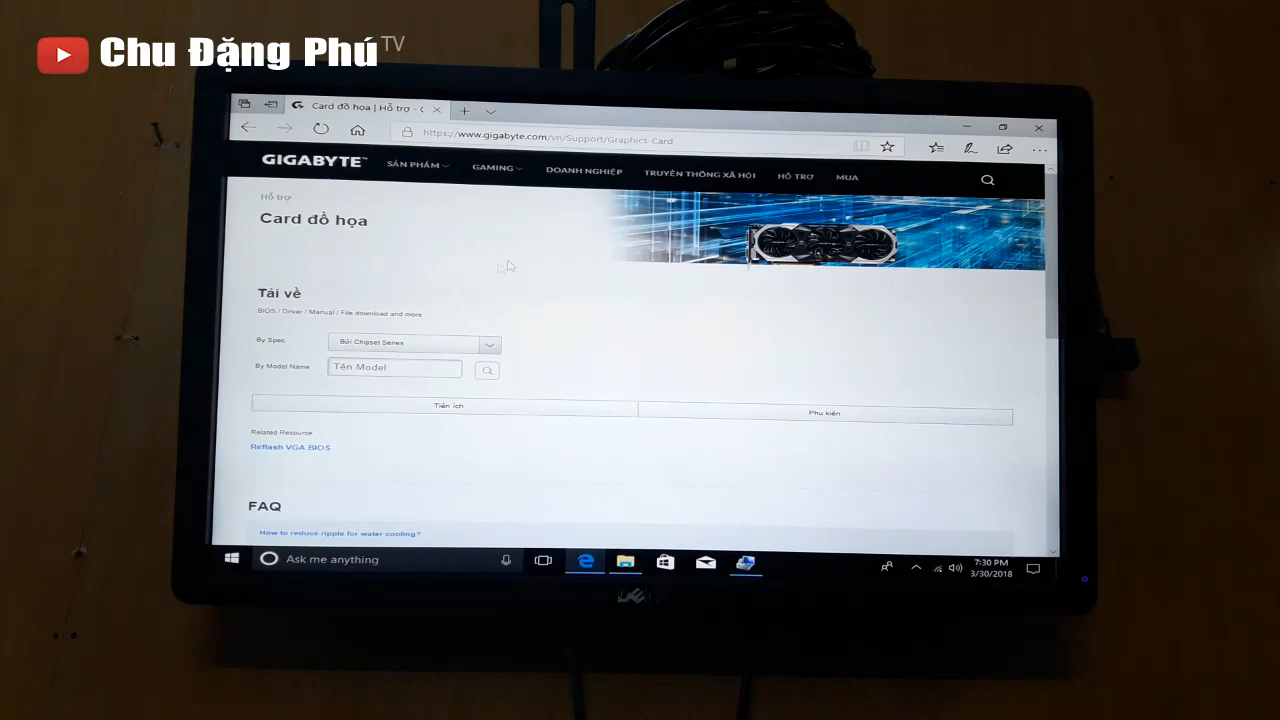 Chu Đặng Phú TV
Card đồ họa | Hỗ trợ - G
https://www.gigabyte.com/vn/Support/Graphics-Card
GIGABYTE™ SẢN PHẨM GAMING DOANH NGHIỆP TRUYỀN THÔNG XÃ HỘI HỖ TRỢ MUA
Hỗ trợ
Card đồ họa
Tải về
BIOS / Driver / Manual / File download and more
By Spec Bởi Chipset Series
By Model Name Tên Model
Tiện ích Phụ kiện
Related Resource
Reflash VGA BIOS
FAQ
How to reduce ripple for water cooling?
Ask me anything
7:30 PM
3/30/2018
DELL